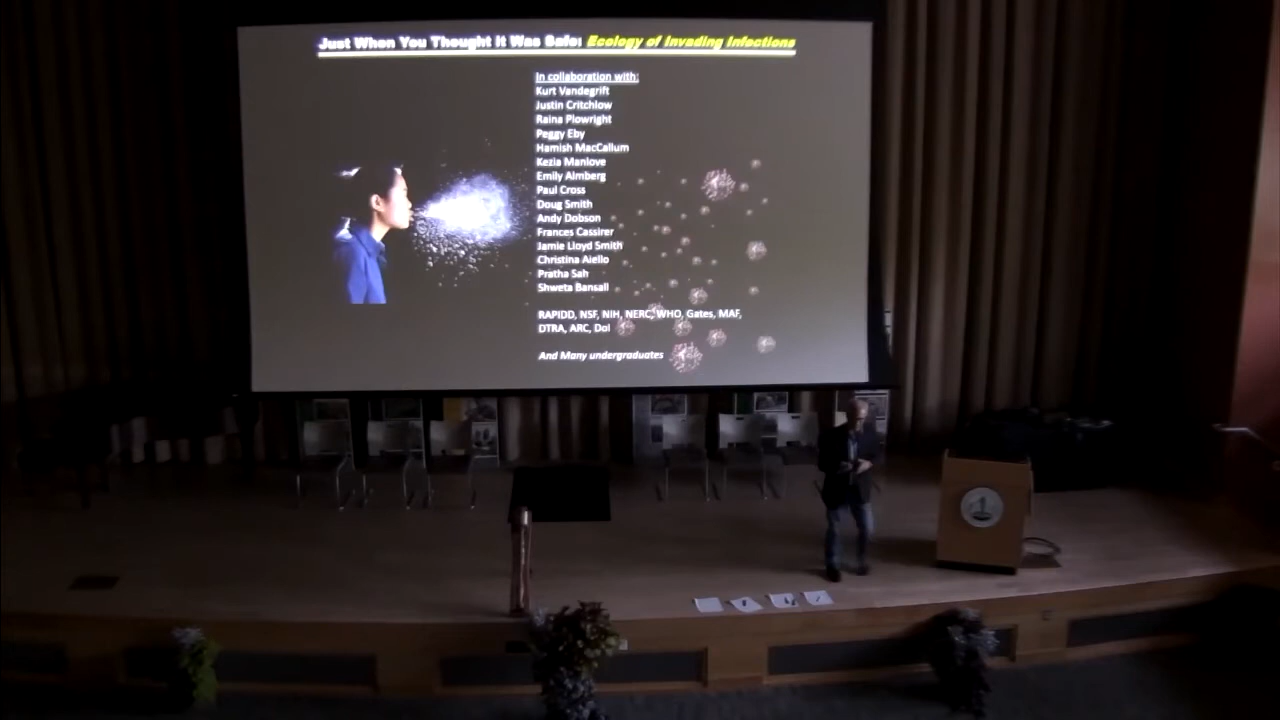 Just When You Thought It Was Safe: Ecology of Invading Infections
In collaboration with:
Kurt Vandegrift
Justin Critchlow
Raina Plowright
Peggy Eby
Hamish MacCallum
Kezia Manlove
Emily Almberg
Paul Cross
Doug Smith
Andy Dobson
Frances Cassirer
Jamie Lloyd Smith
Christina Aiello
Pratha Sah
Shweta Bansall
RAPIDD, NSF, NIH, NERC, WHO, Gates, MAF,
DTRA, ARC, DoI
And Many undergraduates